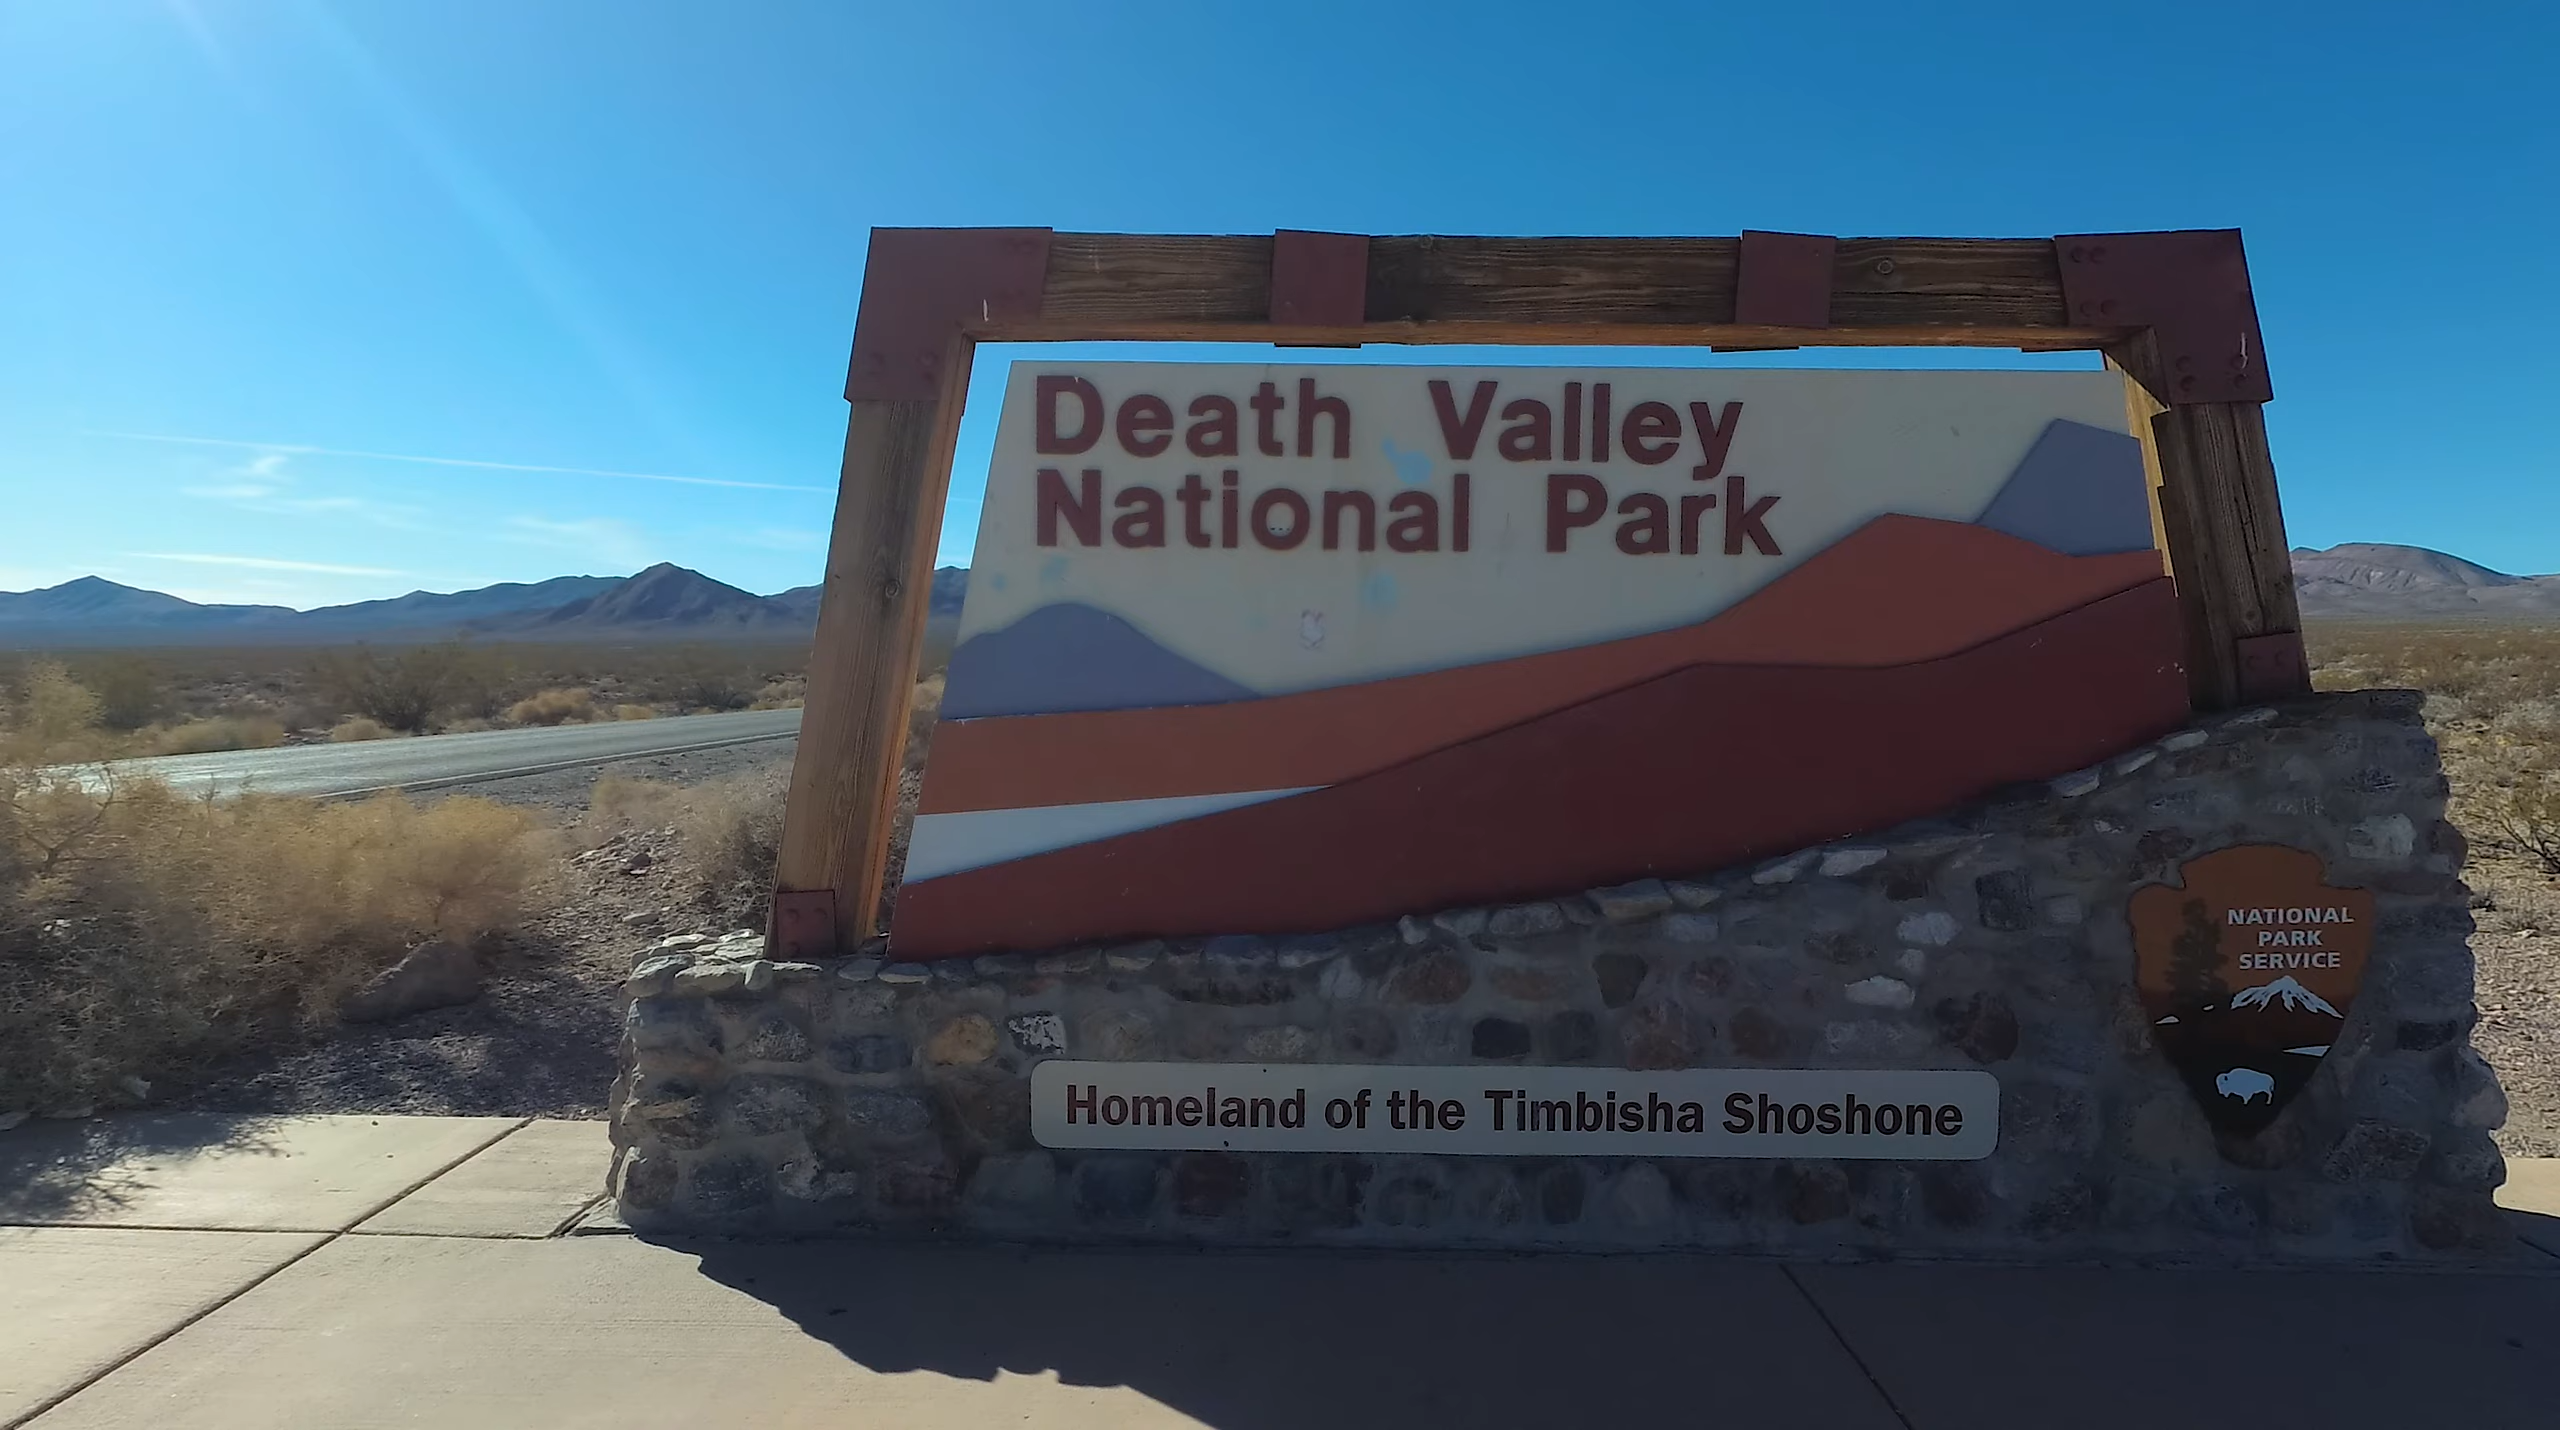 Death Valley
National Park
NATIONAL
PARK
SERVICE
Homeland of the Timbisha Shoshone